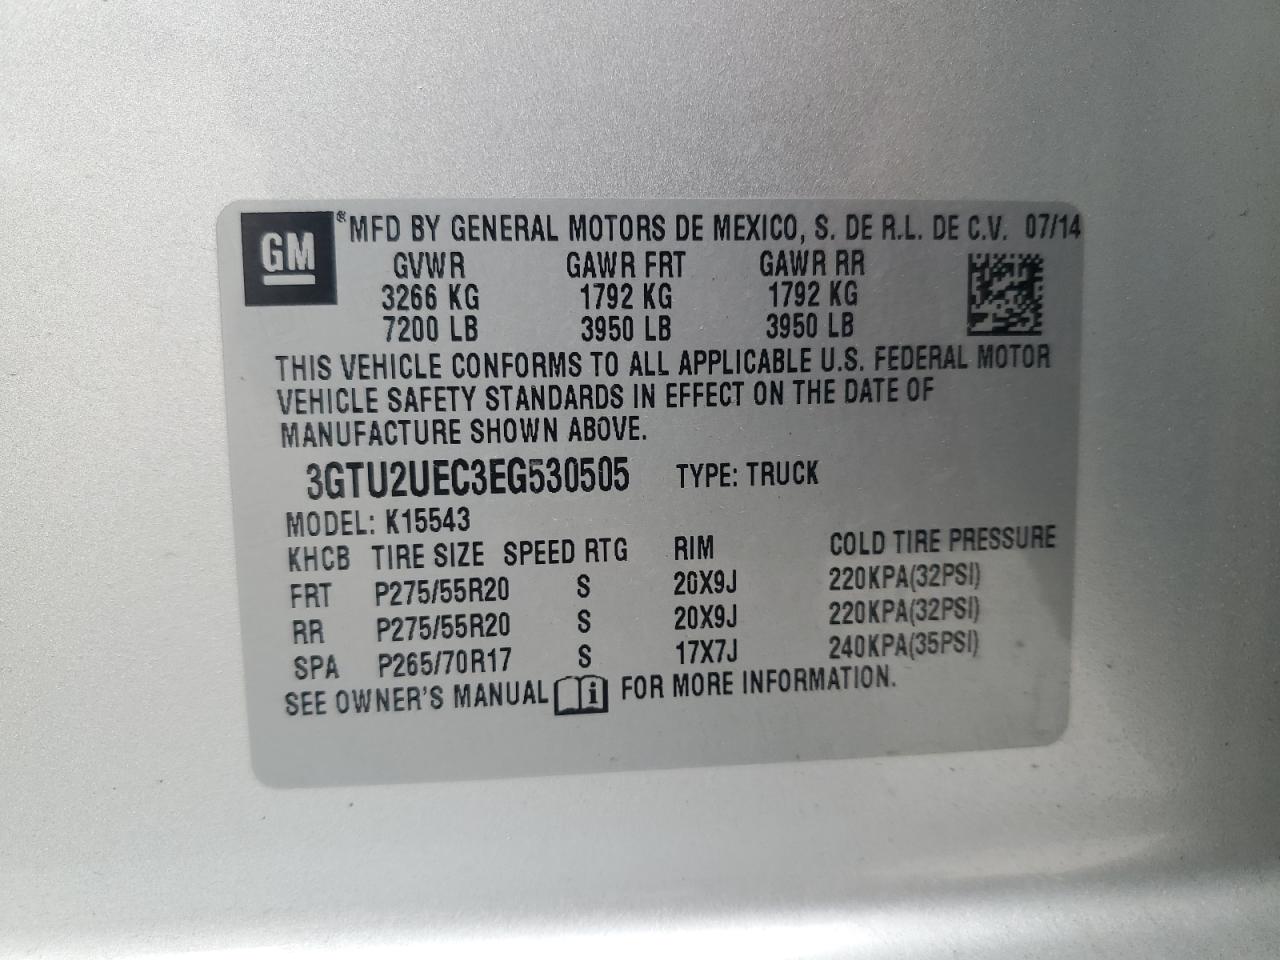 GM ® MFD BY GENERAL MOTORS DE MEXICO, S. DE R.L. DE C.V. 07/14
GVWR GAWR FRT GAWR RR
3266 KG 1792 KG 1792 KG
7200 LB 3950 LB 3950 LB
THIS VEHICLE CONFORMS TO ALL APPLICABLE U.S. FEDERAL MOTOR
VEHICLE SAFETY STANDARDS IN EFFECT ON THE DATE OF
MANUFACTURE SHOWN ABOVE.
3GTU2UEC3EG530505 TYPE: TRUCK
MODEL: K15543
KHCB TIRE SIZE SPEED RTG RIM COLD TIRE PRESSURE
FRT P275/55R20 S 20X9J 220KPA(32PSI)
RR P275/55R20 S 20X9J 220KPA(32PSI)
SPA P265/70R17 S 17X7J 240KPA(35PSI)
SEE OWNER'S MANUAL i FOR MORE INFORMATION.